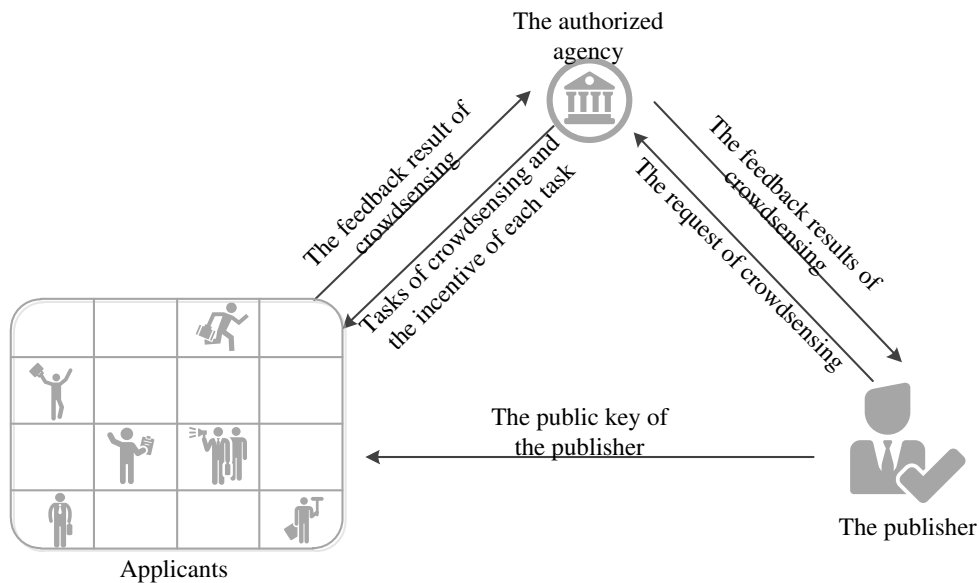 The authorized
agency
The feedback result of
crowdsensing
Tasks of crowdsensing and
the incentive of each task
The feedback results of
crowdsensing
The request of crowdsensing
The public key of
the publisher
The publisher
Applicants